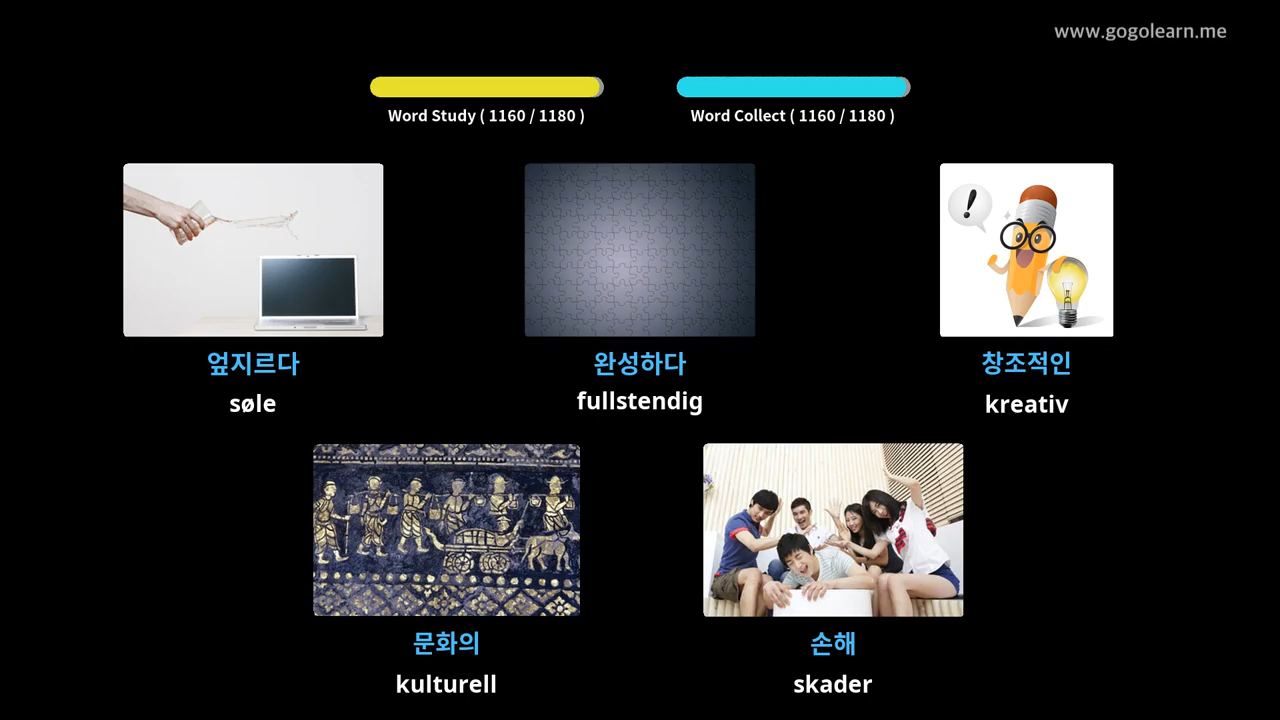 www.gogolearn.me
Word Study ( 1160 / 1180 )
Word Collect ( 1160 / 1180 )
엎지르다
søle
완성하다
fullstendig
창조적인
kreativ
문화의
kulturell
손해
skader